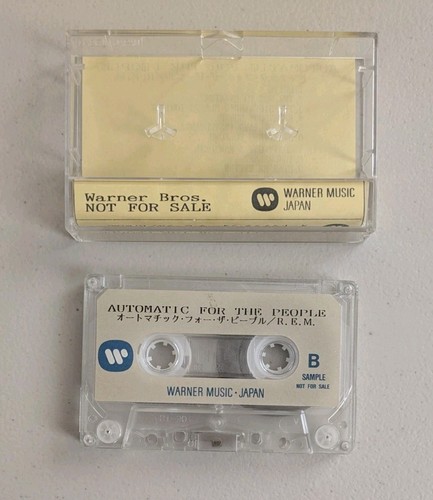 Warner Bros.
NOT FOR SALE
WARNER MUSIC
JAPAN
AUTOMATIC FOR THE PEOPLE
オートマチック・フォー・ザ・ピープル／R.E.M.
B
SAMPLE
NOT FOR SALE
WARNER MUSIC・JAPAN